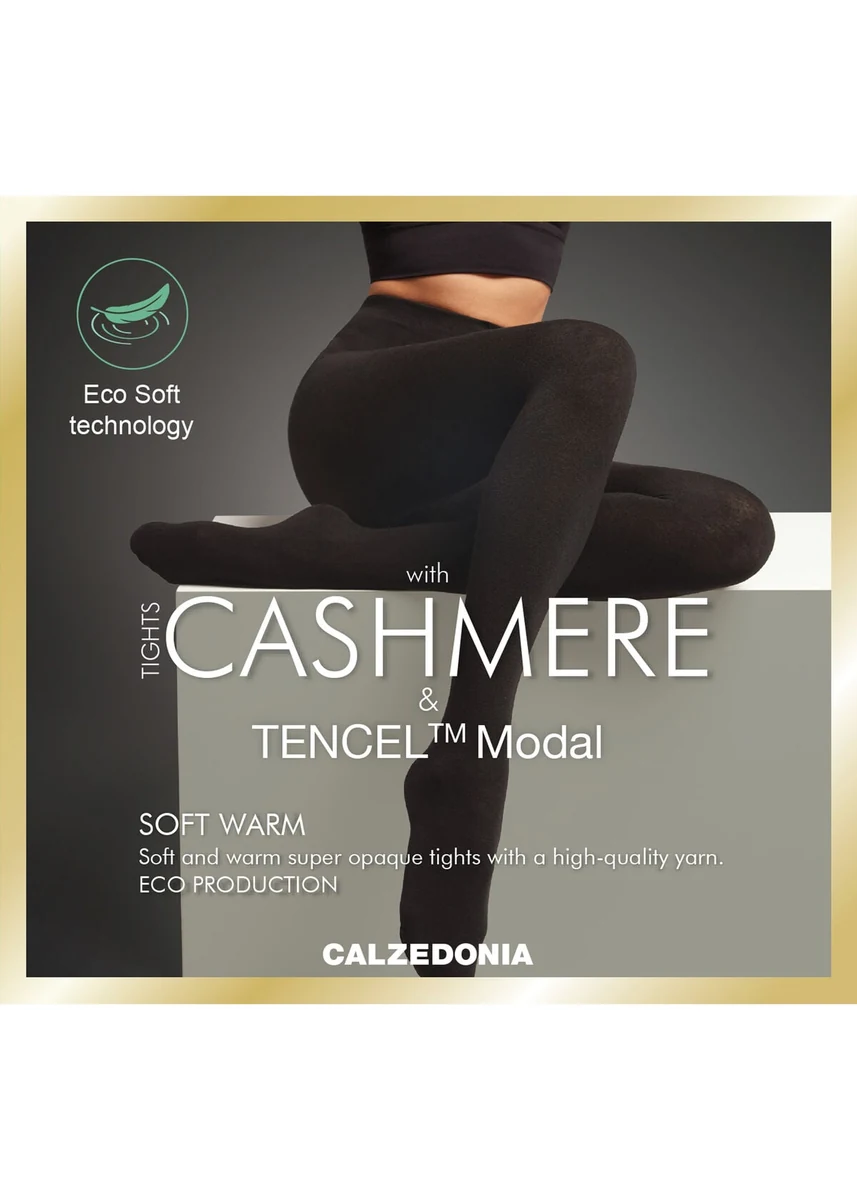 Eco Soft
technology
with
TIGHTS
CASHMERE
&
TENCEL™ Modal
SOFT WARM
Soft and warm super opaque tights with a high-quality yarn.
ECO PRODUCTION
CALZEDONIA